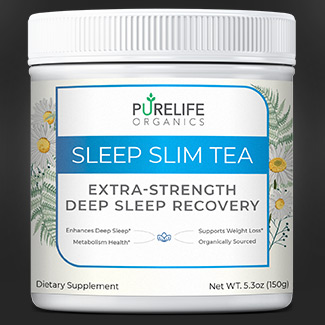 PURELIFE
ORGANICS
SLEEP SLIM TEA
EXTRA-STRENGTH
DEEP SLEEP RECOVERY
Enhances Deep Sleep*
Supports Weight Loss*
Metabolism Health*
Organically Sourced
Dietary Supplement
Net WT. 5.3oz (150g)